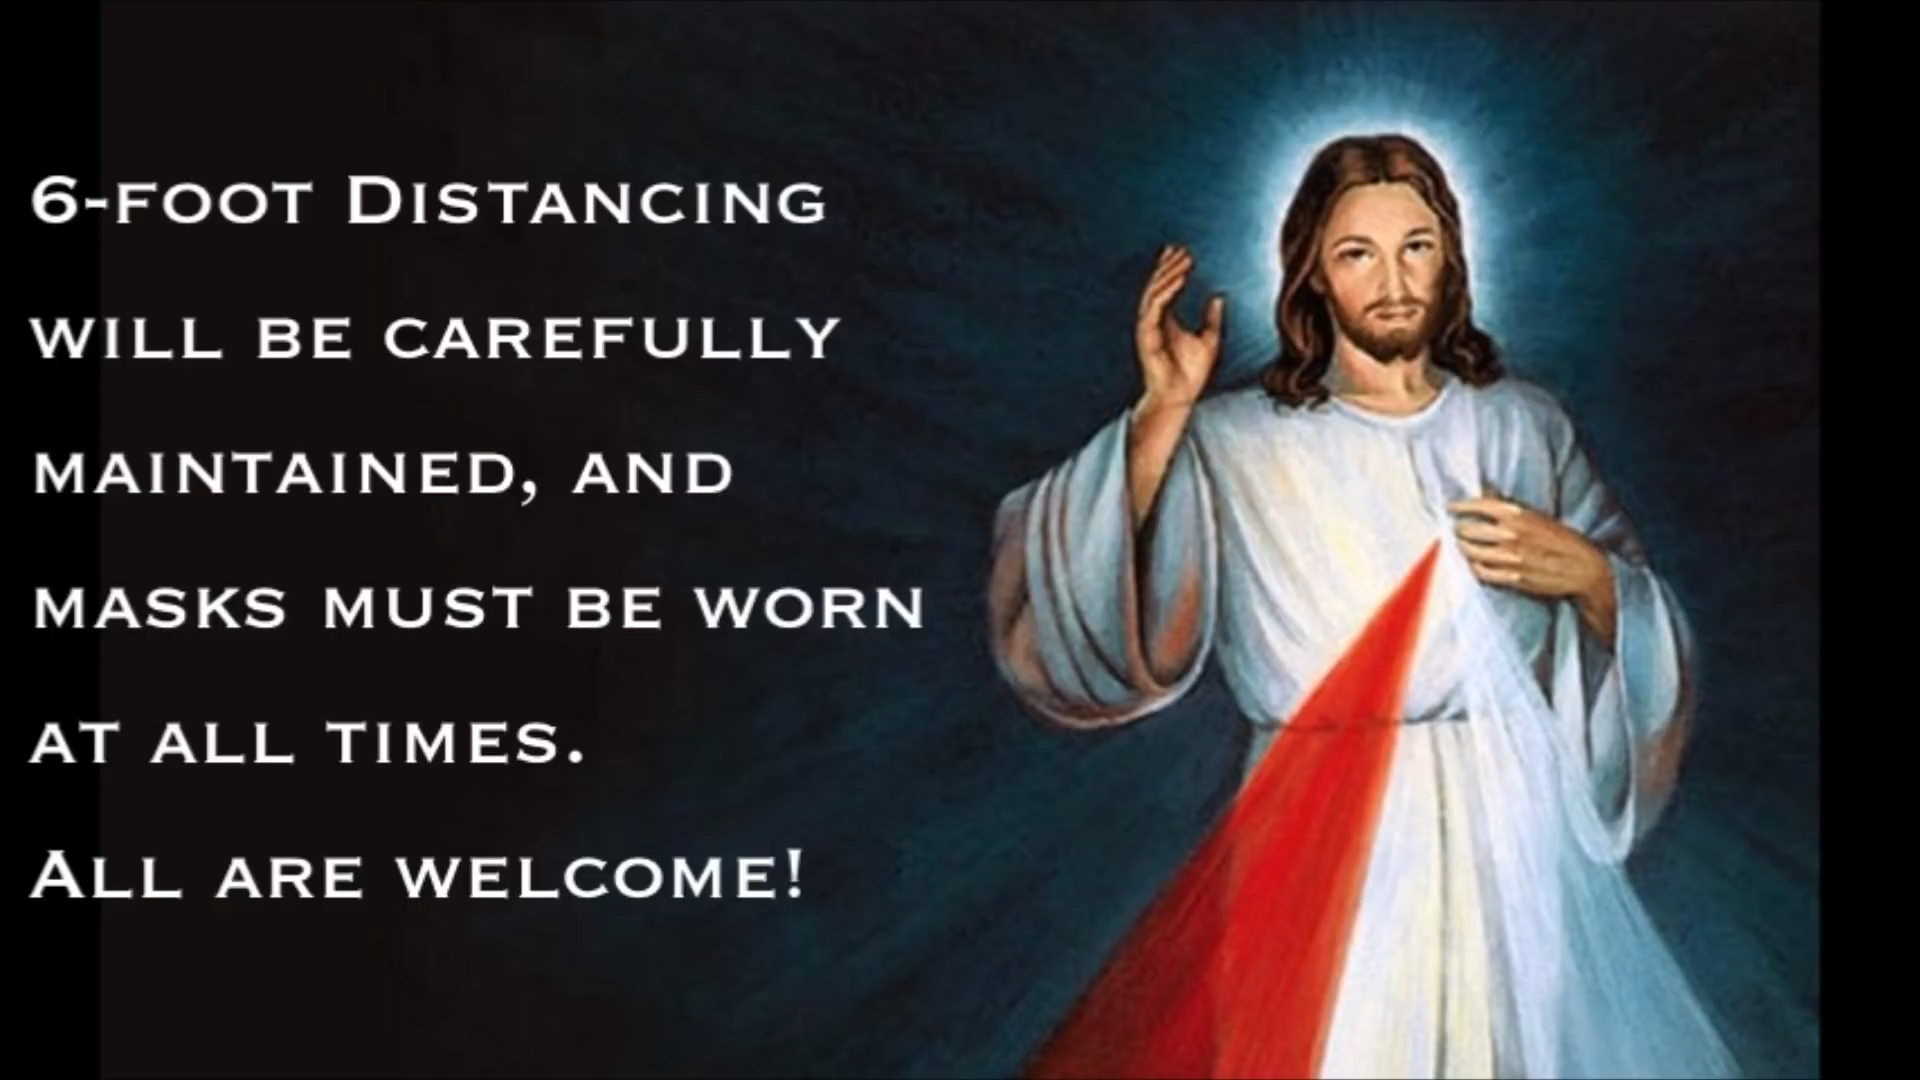 6-foot Distancing
will be carefully
maintained, and
masks must be worn
at all times.
All are welcome!